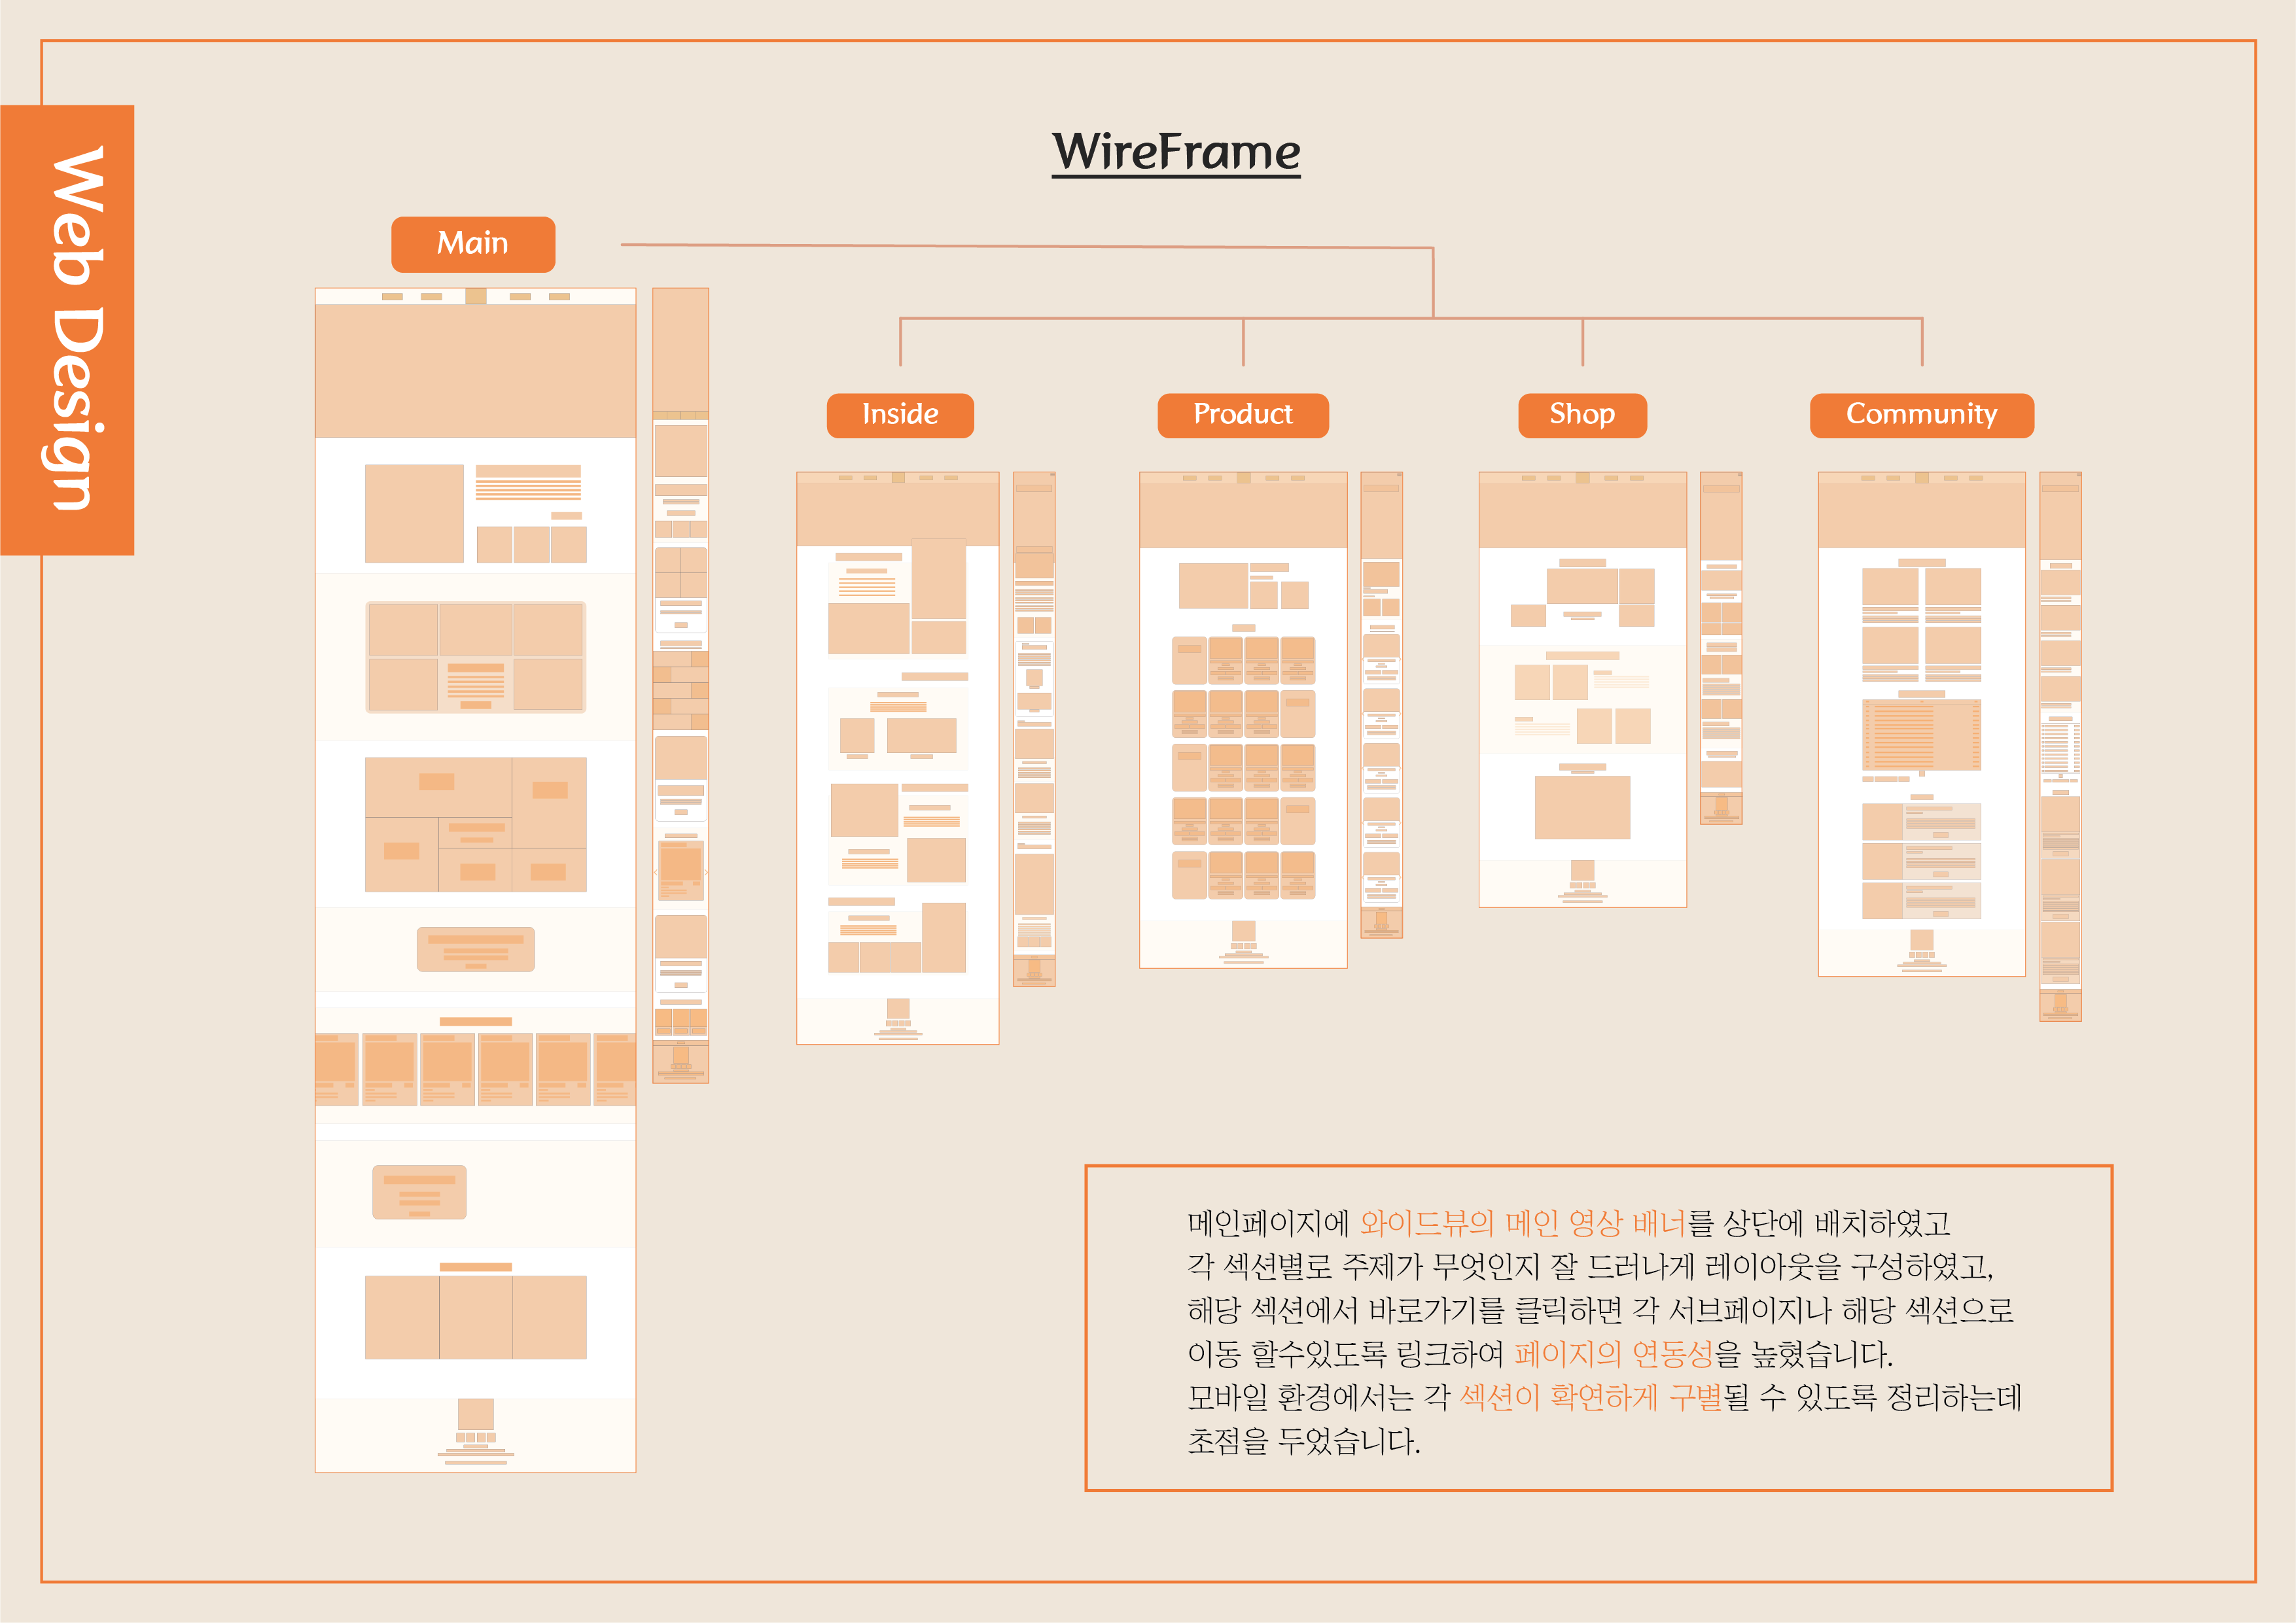 Web Design
WireFrame
Main
Inside
Product
Shop
Community
메인페이지에 와이드뷰의 메인 영상 배너를 상단에 배치하였고
각 섹션별로 주제가 무엇인지 잘 드러나게 레이아웃을 구성하였고,
해당 섹션에서 바로가기를 클릭하면 각 서브페이지나 해당 섹션으로
이동 할수있도록 링크하여 페이지의 연동성을 높혔습니다.
모바일 환경에서는 각 섹션이 확연하게 구별될 수 있도록 정리하는데
초점을 두었습니다.